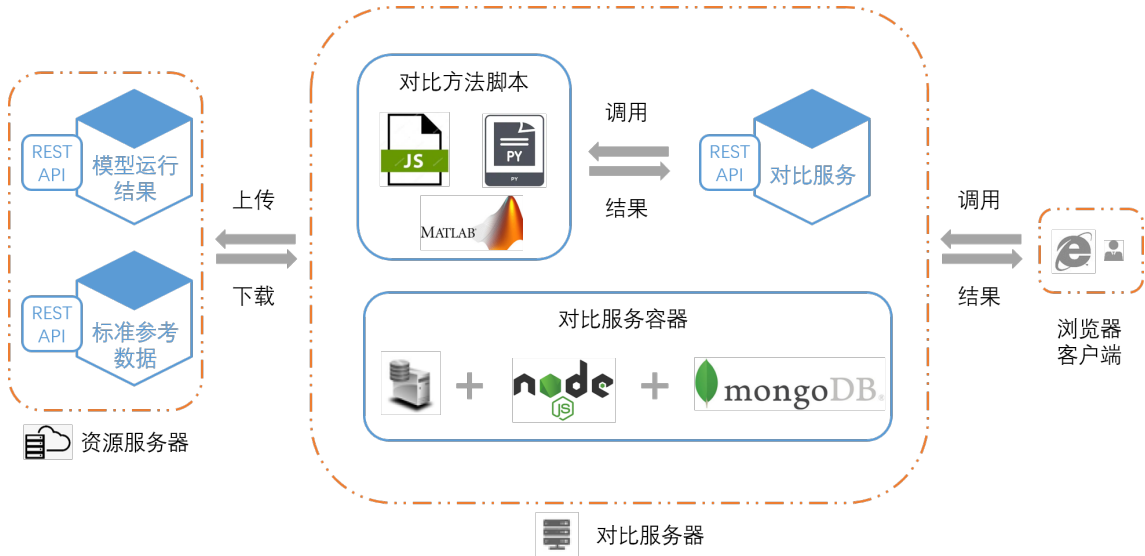 REST
API
模型运行
结果
REST
API
标准参考
数据
资源服务器
上传
下载
对比方法脚本
JS
PY
PY
MATLAB
调用
结果
REST
API
对比服务
对比服务容器
node
JS
mongoDB
对比服务器
调用
结果
浏览器
客户端